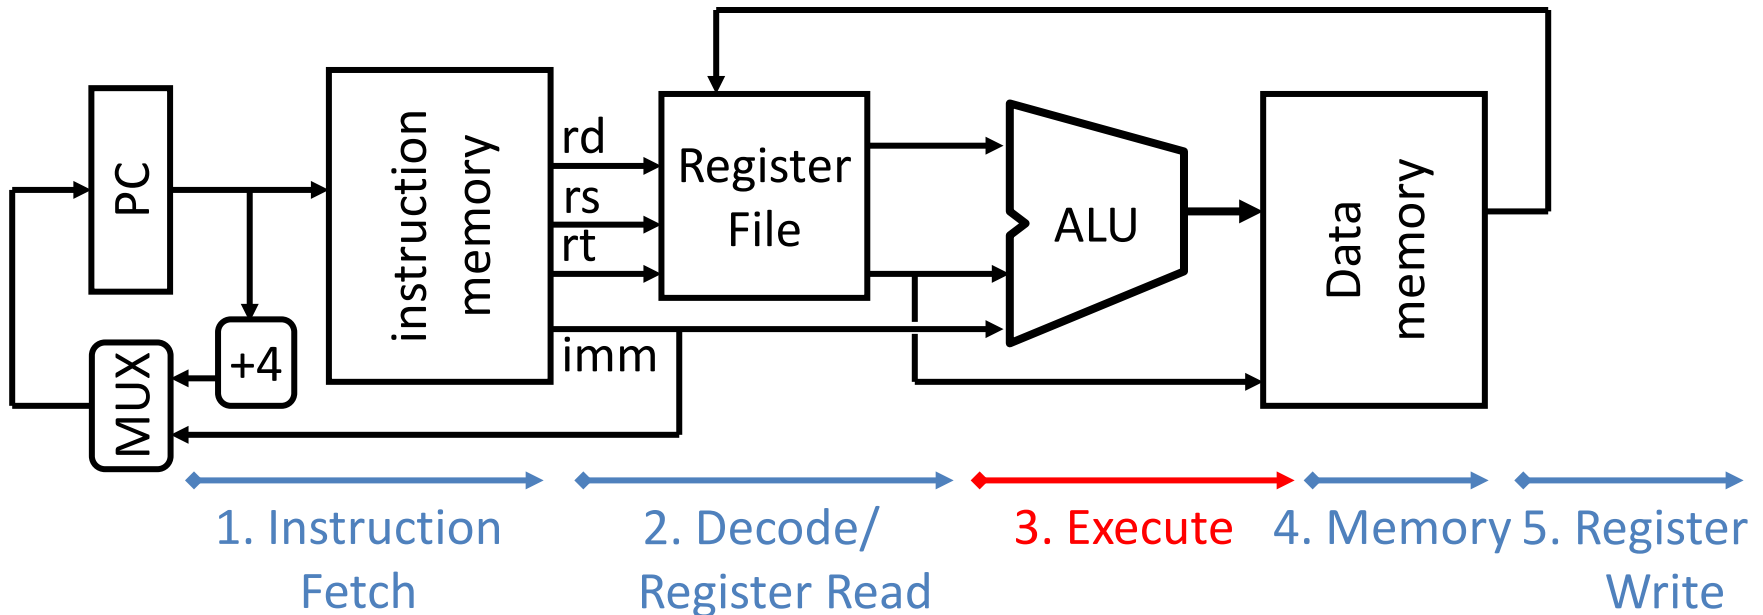 PC
MUX
+4
instruction
memory
rd
rs
rt
imm
Register
File
ALU
Data
memory
1. Instruction
Fetch
2. Decode/
Register Read
3. Execute
4. Memory
5. Register
Write